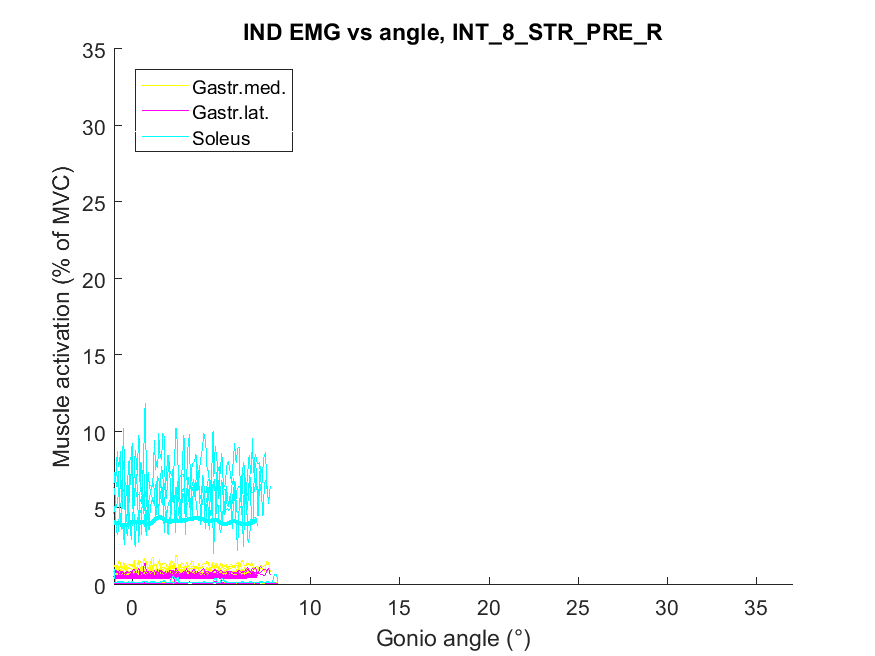 IND EMG vs angle, INT_8_STR_PRE_R
35
30
25
20
15
10
5
0
Muscle activation (% of MVC)
Gastr.med.
Gastr.lat.
Soleus
0 5 10 15 20 25 30 35
Gonio angle (°)